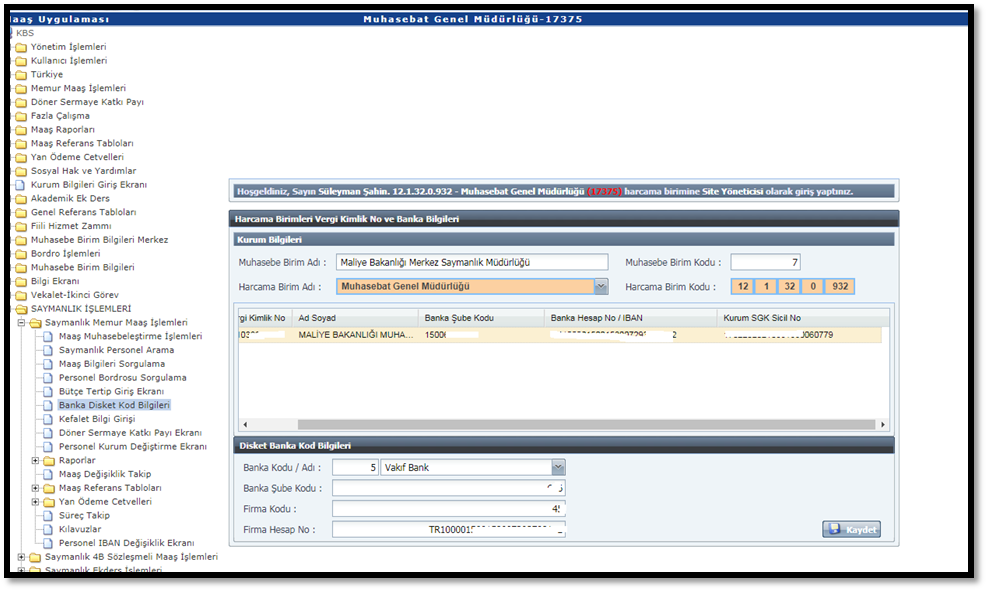 Maaş Uygulaması
Muhasebat Genel Müdürlüğü-17375
KBS
Yönetim İşlemleri
Kullanıcı İşlemleri
Türkiye
Memur Maaş İşlemleri
Döner Sermaye Katkı Payı
Fazla Çalışma
Maaş Raporları
Maaş Referans Tabloları
Yan Ödeme Cetvelleri
Sosyal Hak ve Yardımlar
Kurum Bilgileri Giriş Ekranı
Akademik Ek Ders
Genel Referans Tabloları
Fiili Hizmet Zammı
Muhasebe Birim Bilgileri Merkez
Bordro İşlemleri
Muhasebe Birim Bilgileri
Bilgi Ekranı
Vekalet-İkinci Görev
SAYMANLIK İŞLEMLERİ
Saymanlık Memur Maaş İşlemleri
Maaş Muhasebeleştirme İşlemleri
Saymanlık Personel Arama
Maaş Bilgileri Sorgulama
Personel Bordrosu Sorgulama
Bütçe Tertip Giriş Ekranı
Banka Disket Kod Bilgileri
Kefalet Bilgi Girişi
Döner Sermaye Katkı Payı Ekranı
Personel Kurum Değiştirme Ekranı
Raporlar
Maaş Değişiklik Takip
Maaş Referans Tabloları
Yan Ödeme Cetvelleri
Süreç Takip
Kılavuzlar
Personel IBAN Değişiklik Ekranı
Saymanlık 4B Sözleşmeli Maaş İşlemleri
Saymanlık Ekders İşlemleri
Hoşgeldiniz, Sayın Süleyman Şahin. 12.1.32.0.932 - Muhasebat Genel Müdürlüğü (17375) harcama birimine Site Yöneticisi olarak giriş yaptınız.
Harcama Birimleri Vergi Kimlik No ve Banka Bilgileri
Kurum Bilgileri
Muhasebe Birim Adı : Maliye Bakanlığı Merkez Saymanlık Müdürlüğü Muhasebe Birim Kodu : 7
Harcama Birim Adı : Muhasebat Genel Müdürlüğü Harcama Birim Kodu : 12 1 32 0 932
rgi Kimlik No Ad Soyad Banka Şube Kodu Banka Hesap No / IBAN Kurum SGK Sicil No
MALİYE BAKANLIĞI MUHA... 1500 060779
Disket Banka Kod Bilgileri
Banka Kodu / Adı : 5 Vakıf Bank
Banka Şube Kodu :
Firma Kodu :
Firma Hesap No : TR100001
Kaydet